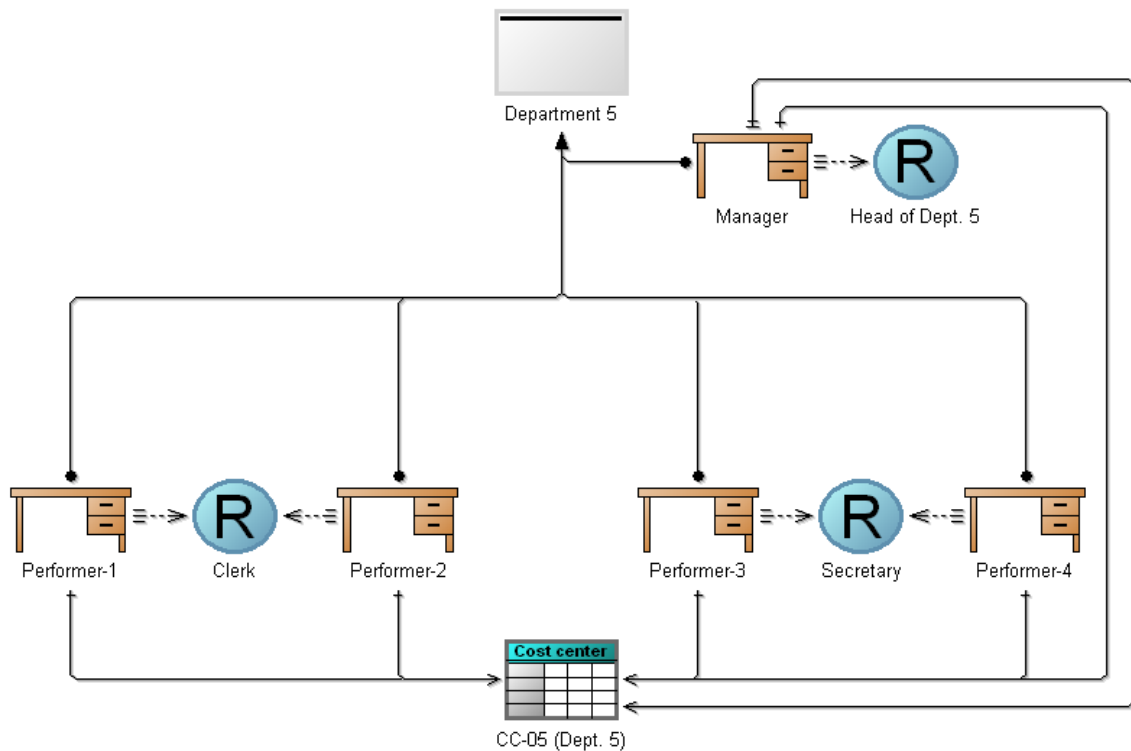 Department 5
R
Manager
Head of Dept. 5
R
R
Performer-1
Clerk
Performer-2
Performer-3
Secretary
Performer-4
Cost center
CC-05 (Dept. 5)